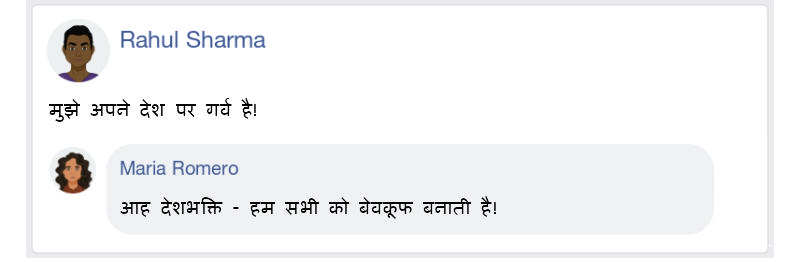 Rahul Sharma
मुझे अपने देश पर गर्व है!
Maria Romero
आह देशभक्ति - हम सभी को बेवकूफ बनाती है!